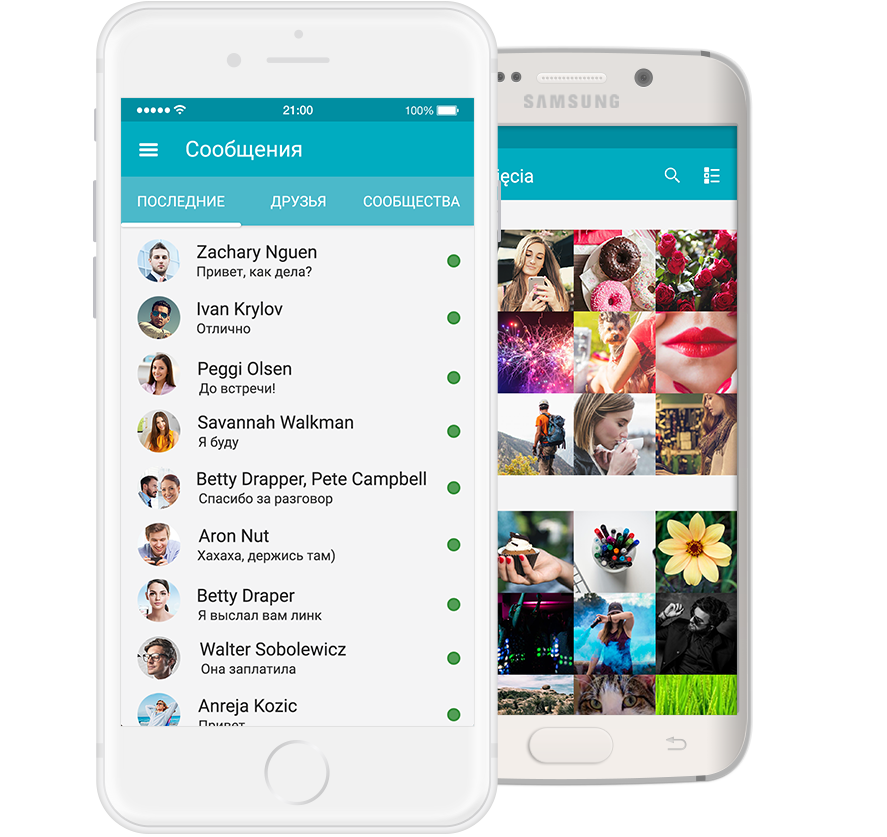 21:00
100%
Сообщения
ПОСЛЕДНИЕ ДРУЗЬЯ СООБЩЕСТВА
Zachary Nguen
Привет, как дела?
Ivan Krylov
Отлично
Peggi Olsen
До встречи!
Savannah Walkman
Я буду
Betty Drapper, Pete Campbell
Спасибо за разговор
Aron Nut
Хахаха, держись там)
Betty Draper
Я выслал вам линк
Walter Sobolewicz
Она заплатила
Anreja Kozic
Привет
SAMSUNG
ięcia